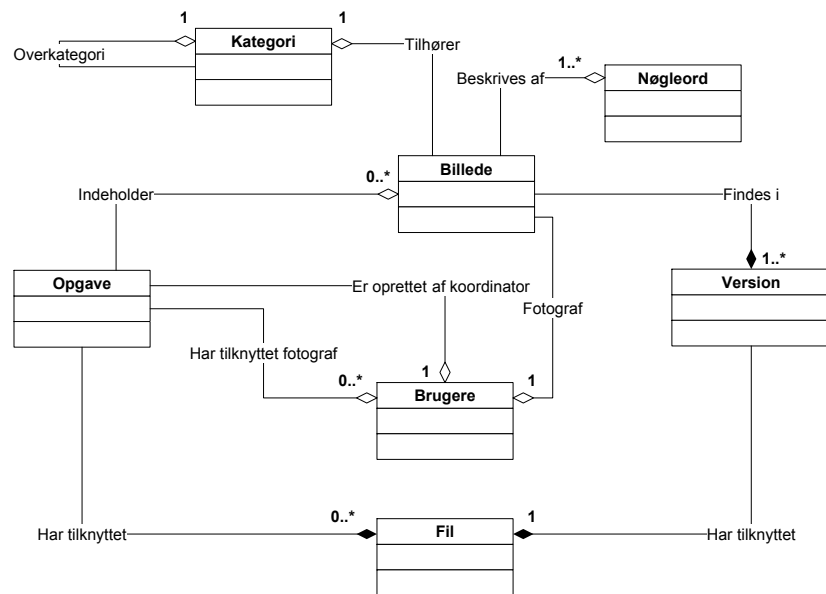 1
1
Kategori
Overkategori
Tilhører
1..*
Beskrives af
Nøgleord
Billede
0..*
Indeholder
Findes i
1..*
Opgave
Version
Er oprettet af koordinator
Fotograf
Har tilknyttet fotograf
0..*
1
1
Brugere
0..*
1
Fil
Har tilknyttet
Har tilknyttet